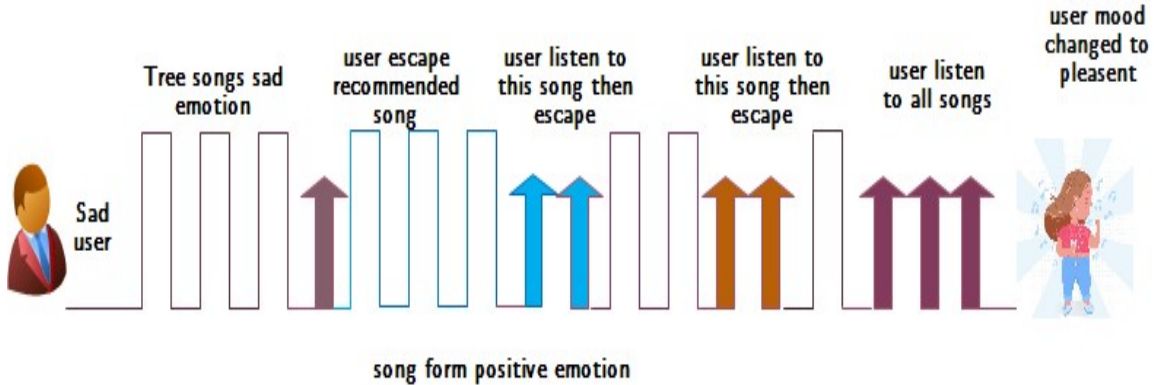 Tree songs sad
emotion
user escape
recommended
song
user listen to
this song then
escape
user listen to
this song then
escape
user listen
to all songs
user mood
changed to
pleasent
Sad
user
song form positive emotion